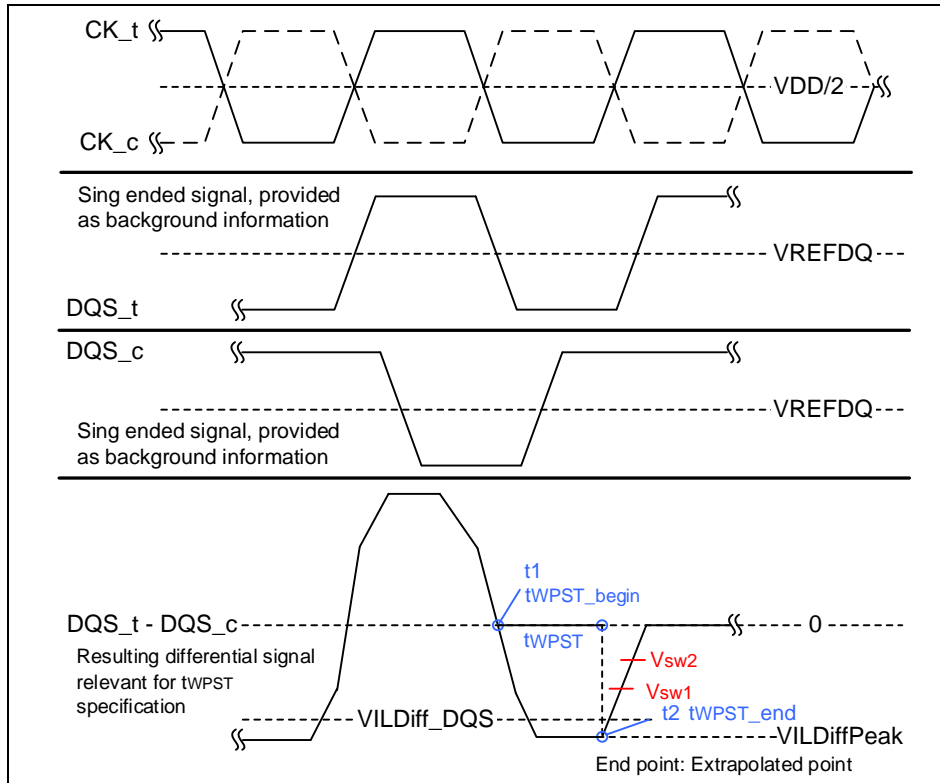 CK_t
VDD/2
CK_c
Sing ended signal, provided
as background information
VREFDQ
DQS_t
DQS_c
VREFDQ
Sing ended signal, provided
as background information
t1
tWPST_begin
DQS_t - DQS_c
0
tWPST
Resulting differential signal
relevant for tWPST
specification
Vsw2
Vsw1
VILDiff_DQS
t2 tWPST_end
VILDiffPeak
End point: Extrapolated point